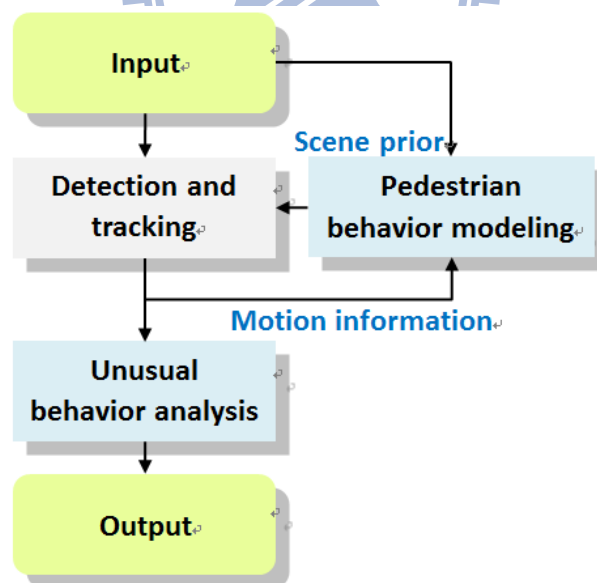 Input
Scene prior
Detection and
tracking
Pedestrian
behavior modeling
Motion information
Unusual
behavior analysis
Output